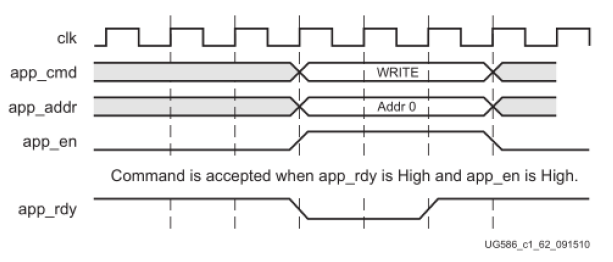 clk
app_cmd
WRITE
app_addr
Addr 0
app_en
Command is accepted when app_rdy is High and app_en is High.
app_rdy
UG586_c1_62_091510